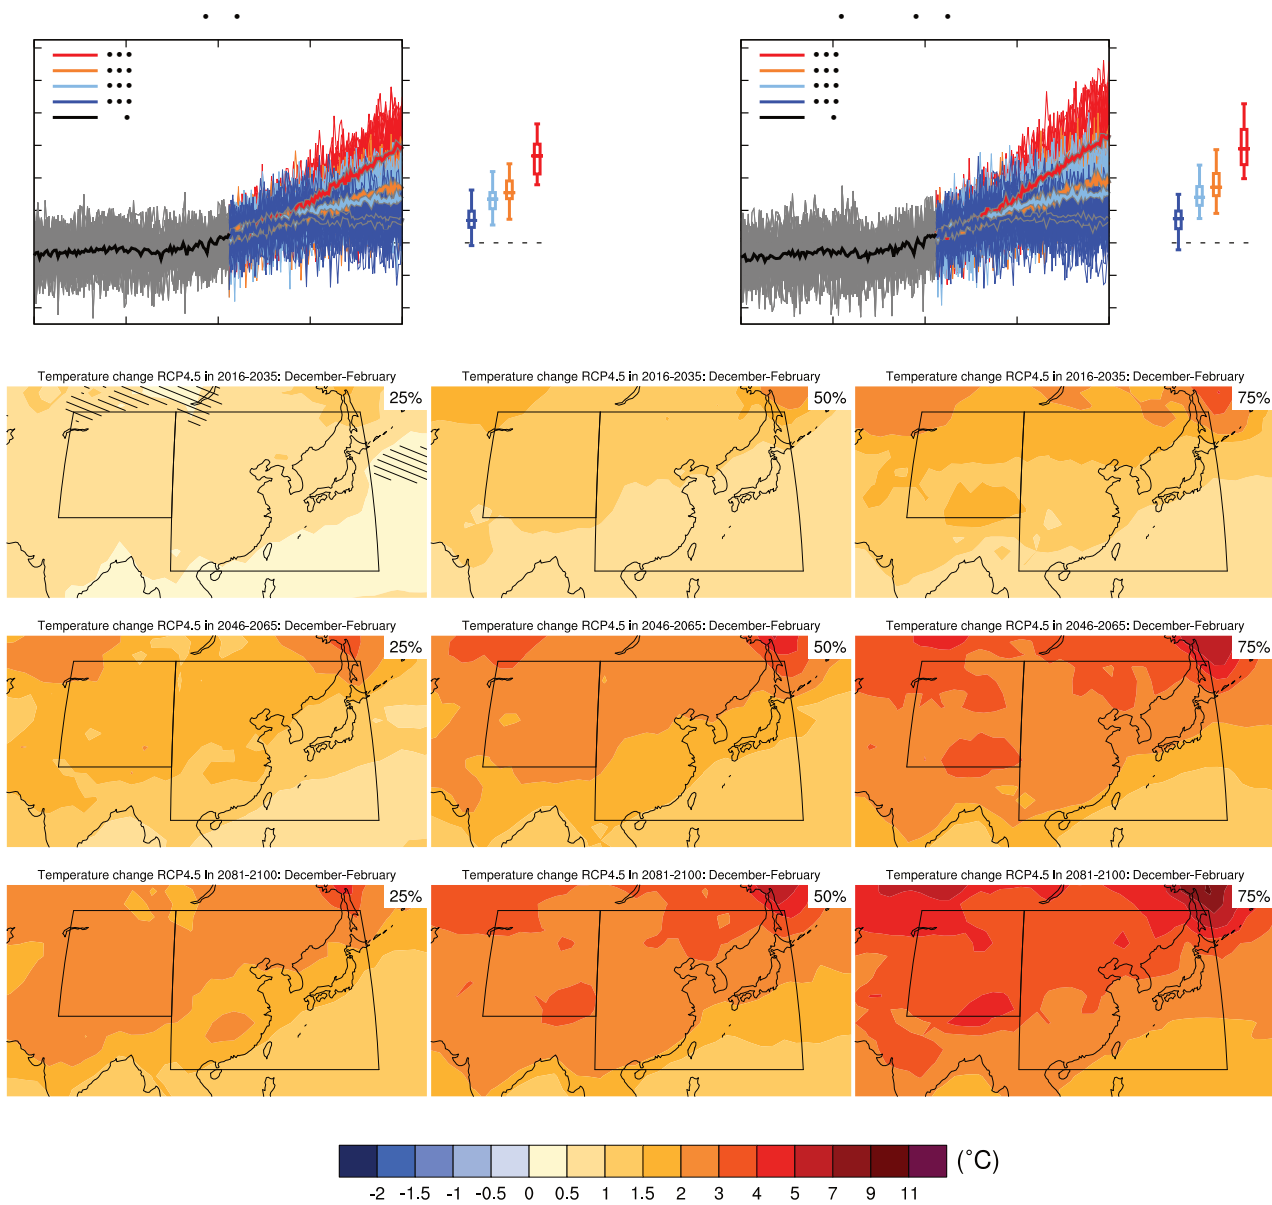 Temperature change RCP4.5 in 2016-2035: December-February
25%
Temperature change RCP4.5 in 2016-2035: December-February
50%
Temperature change RCP4.5 in 2016-2035: December-February
75%
Temperature change RCP4.5 in 2046-2065: December-February
25%
Temperature change RCP4.5 in 2046-2065: December-February
50%
Temperature change RCP4.5 in 2046-2065: December-February
75%
Temperature change RCP4.5 in 2081-2100: December-February
25%
Temperature change RCP4.5 in 2081-2100: December-February
50%
Temperature change RCP4.5 in 2081-2100: December-February
75%
(°C)
-2 -1.5 -1 -0.5 0 0.5 1 1.5 2 3 4 5 7 9 11